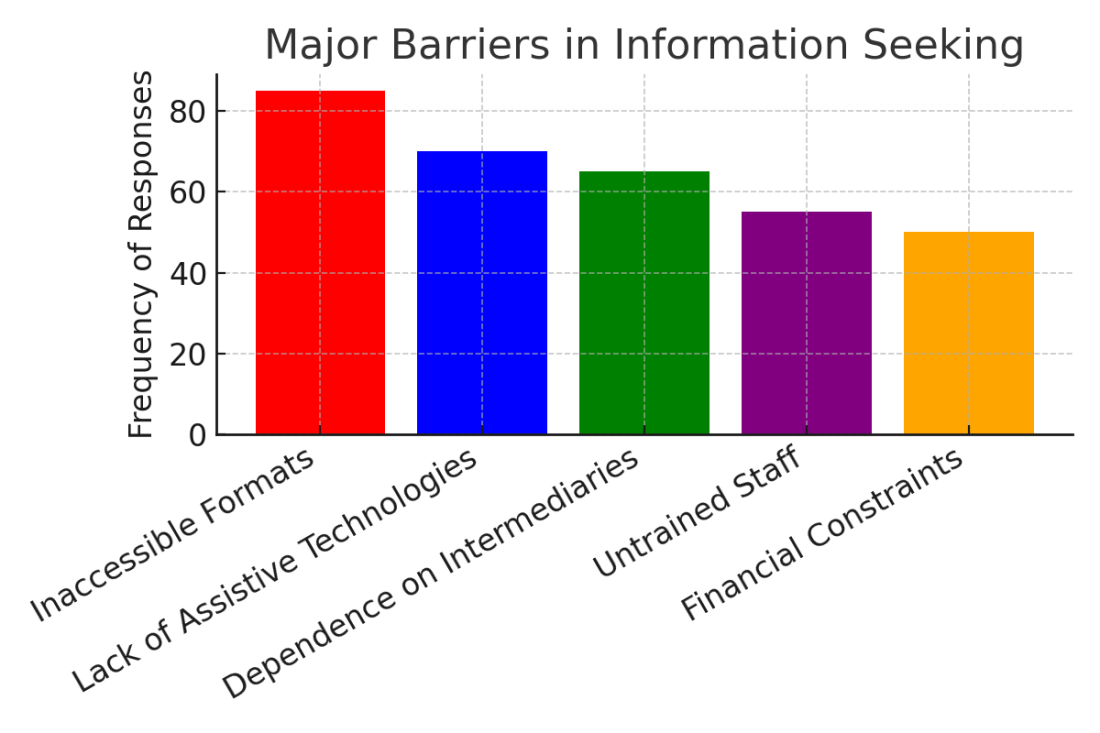 Major Barriers in Information Seeking
Frequency of Responses
80
60
40
20
0
Inaccessible Formats
Lack of Assistive Technologies
Dependence on Intermediaries
Untrained Staff
Financial Constraints